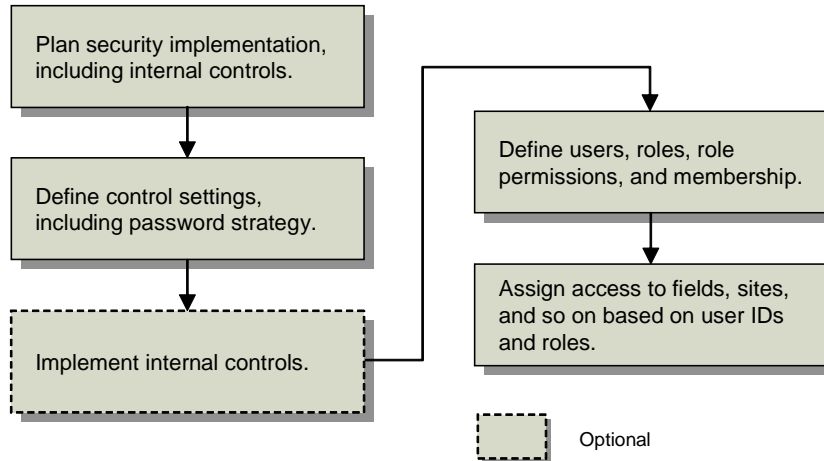 Plan security implementation,
including internal controls.
Define control settings,
including password strategy.
Implement internal controls.
Define users, roles, role
permissions, and membership.
Assign access to fields, sites,
and so on based on user IDs
and roles.
Optional